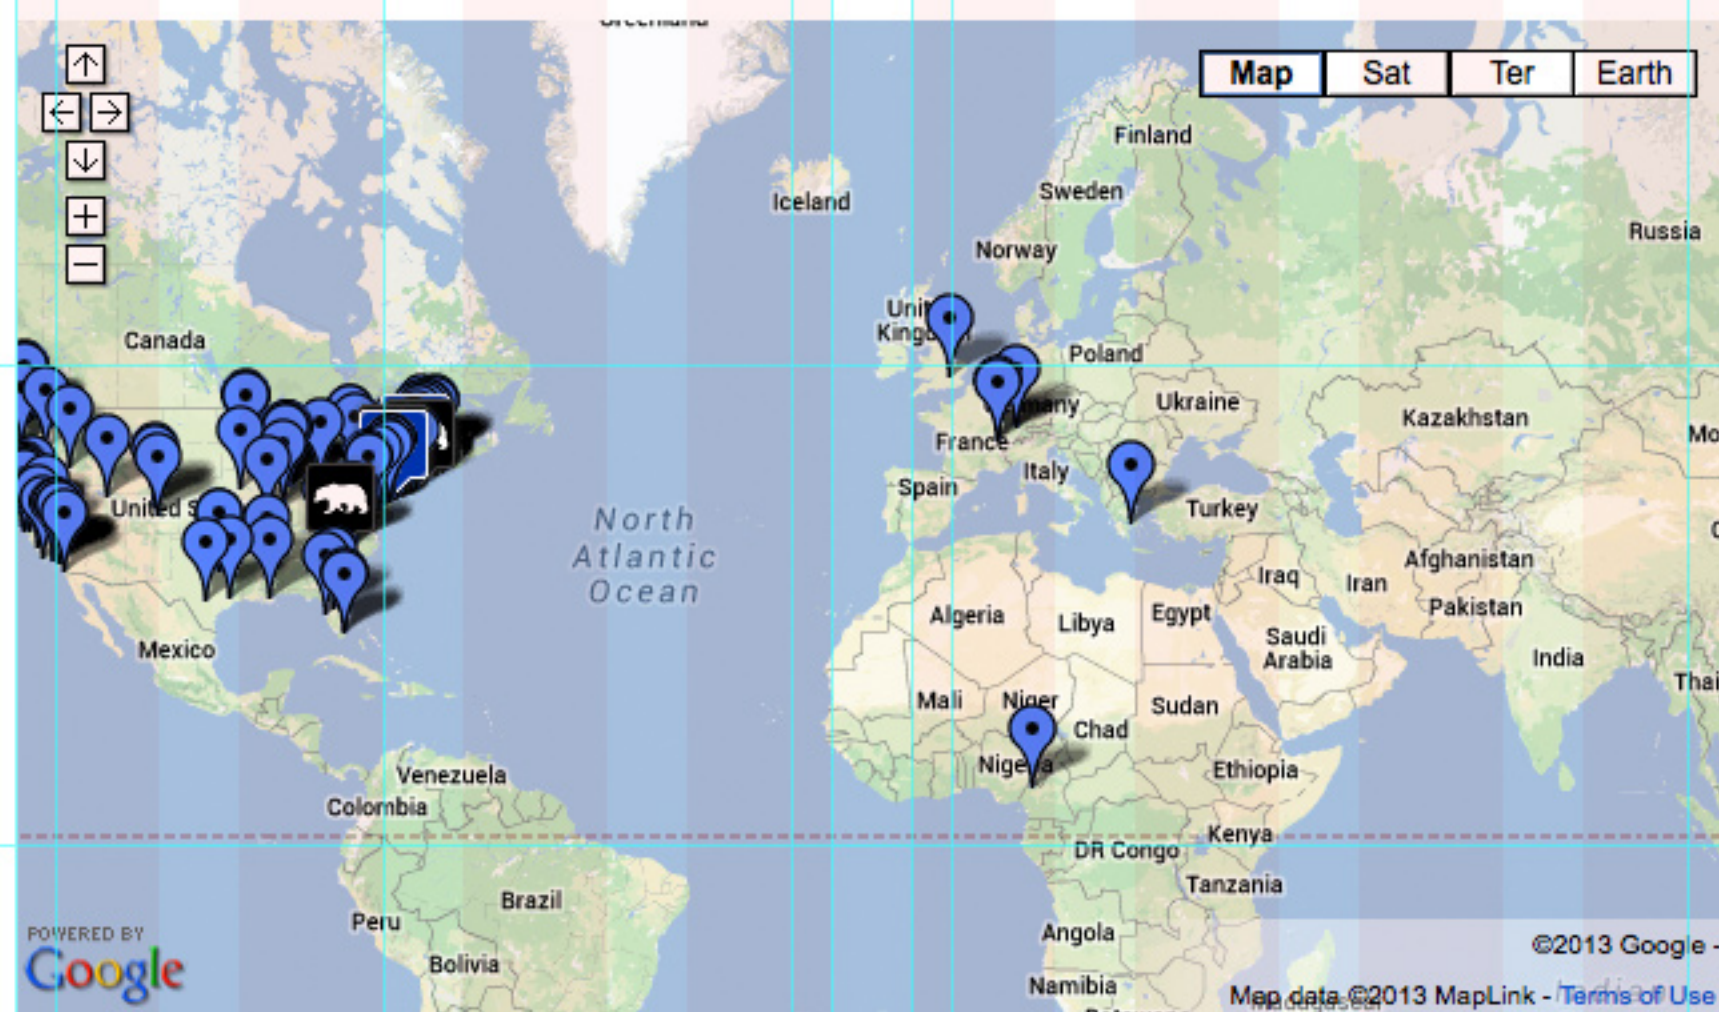 Greenland
Map Sat Ter Earth
Finland
Iceland
Sweden
Norway
Russia
Canada
Poland
Ukraine
Kazakhstan
France
Italy
Spain
Turkey
United S
North
Atlantic
Ocean
Afghanistan
Iraq
Iran
Pakistan
Algeria
Libya
Egypt
Saudi
Arabia
India
Mexico
Mali
Niger
Sudan
Chad
Ethiopia
Venezuela
Colombia
Kenya
DR Congo
Tanzania
Brazil
Peru
Angola
Bolivia
Namibia
POWERED BY
Google
©2013 Google -
Map data ©2013 MapLink - Terms of Use